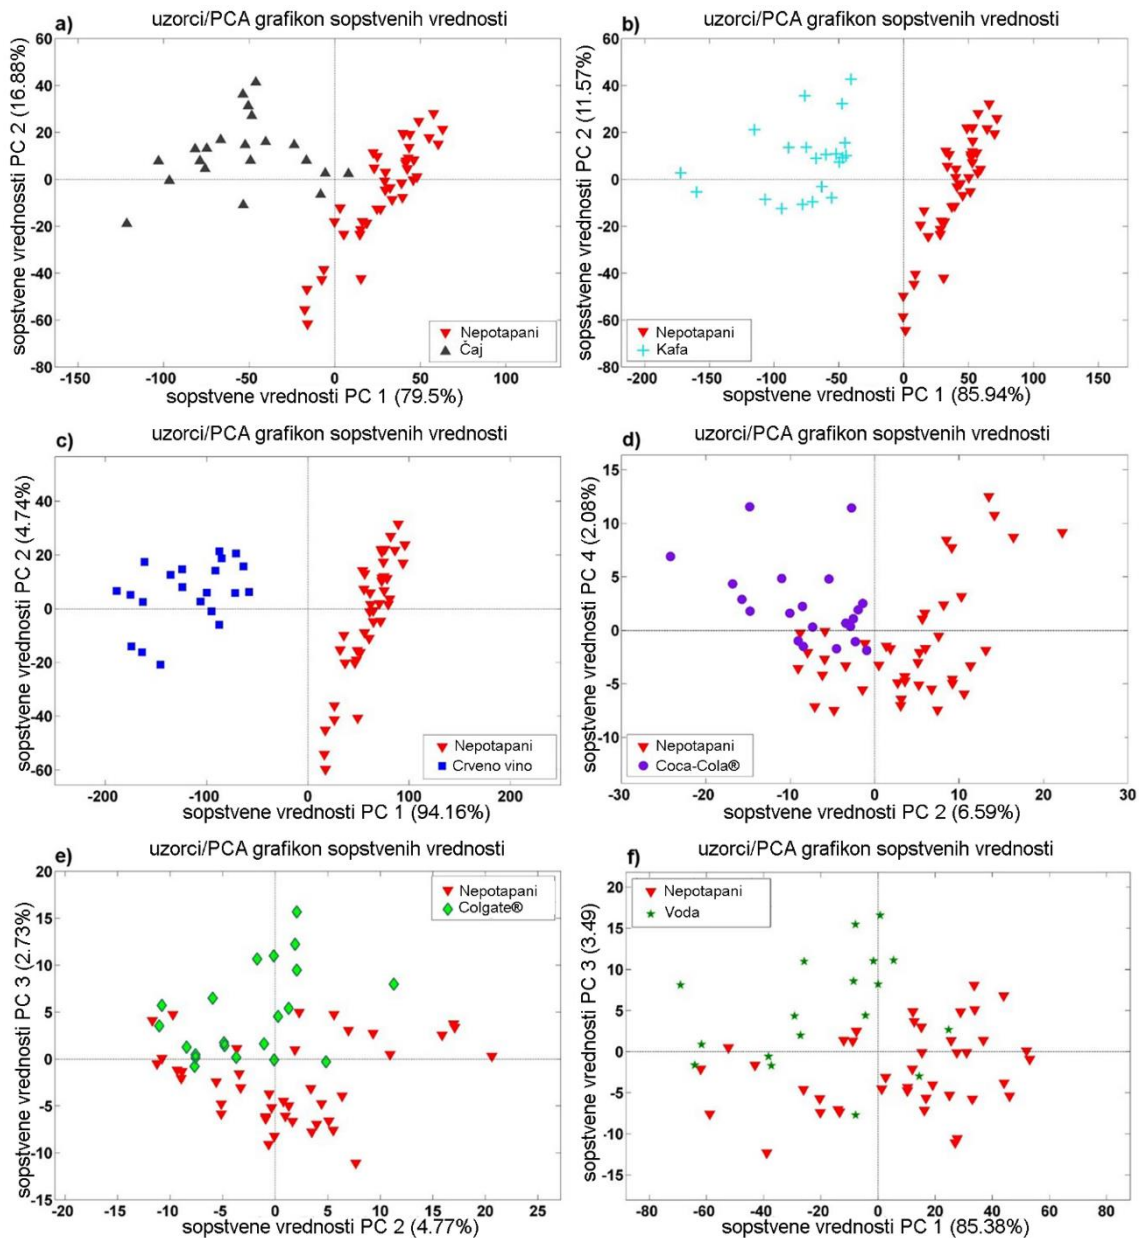 a) uzorci/PCA grafikon sopstvenih vrednosti
sopstvene vrednosti PC 2 (16.88%)
60
40
20
0
-20
-40
-60
-80
Nepotapani
Čaj
-150 -100 -50 0 50 100
sopstvene vrednosti PC 1 (79.5%)
b) uzorci/PCA grafikon sopstvenih vrednosti
sopsstvene vrednosti PC 2 (11.57%)
60
40
20
0
-20
-40
-60
-80
Nepotapani
Kafa
-200 -150 -100 -50 0 50 100 150
sopstvene vrednosti PC 1 (85.94%)
c) uzorci/PCA grafikon sopstvenih vrednosti
sopstvene vrednosti PC 2 (4.74%)
40
20
0
-20
-40
-60
Nepotapani
Crveno vino
-200 -100 0 100 200
sopstvene vrednosti PC 1 (94.16%)
d) uzorci/PCA grafikon sopstvenih vrednosti
sopstvene vrednosti PC 4 (2.08%)
15
10
5
0
-5
-10
Nepotapani
Coca-Cola®
-30 -20 -10 0 10 20 30
sopstvene vrednosti PC 2 (6.59%)
e) uzorci/PCA grafikon sopstvenih vrednosti
sopstvene vrednosti PC 3 (2.73%)
20
15
10
5
0
-5
-10
-15
Nepotapani
Colgate®
-20 -15 -10 -5 0 5 10 15 20 25
sopstvene vrednosti PC 2 (4.77%)
f) uzorci/PCA grafikon sopstvenih vrednosti
sopstvene vrednosti PC 3 (3.49)
20
15
10
5
0
-5
-10
-15
Nepotapani
Voda
-80 -60 -40 -20 0 20 40 60 80
sopstvene vrednosti PC 1 (85.38%)